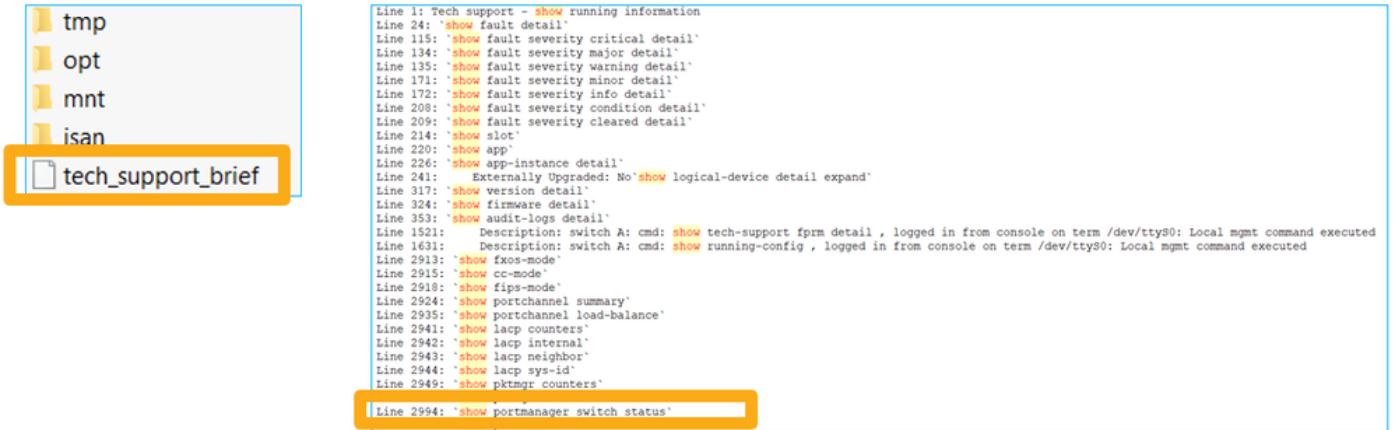 tmp
opt
mnt
isan
tech_support_brief
Line 1: Tech support - show running information
Line 24: `show fault detail`
Line 115: `show fault severity critical detail`
Line 134: `show fault severity major detail`
Line 135: `show fault severity warning detail`
Line 171: `show fault severity minor detail`
Line 172: `show fault severity info detail`
Line 208: `show fault severity condition detail`
Line 209: `show fault severity cleared detail`
Line 214: `show slot`
Line 220: `show app`
Line 226: `show app-instance detail`
Line 241: Externally Upgraded: No`show logical-device detail expand`
Line 317: `show version detail`
Line 324: `show firmware detail`
Line 353: `show audit-logs detail`
Line 1521: Description: switch A: cmd: show tech-support fprm detail , logged in from console on term /dev/ttyS0: Local mgmt command executed
Line 1631: Description: switch A: cmd: show running-config , logged in from console on term /dev/ttyS0: Local mgmt command executed
Line 2913: `show fxos-mode`
Line 2915: `show cc-mode`
Line 2918: `show fips-mode`
Line 2924: `show portchannel summary`
Line 2935: `show portchannel load-balance`
Line 2941: `show lacp counters`
Line 2942: `show lacp internal`
Line 2943: `show lacp neighbor`
Line 2944: `show lacp sys-id`
Line 2949: `show pktmgr counters`
Line 2994: `show portmanager switch status`